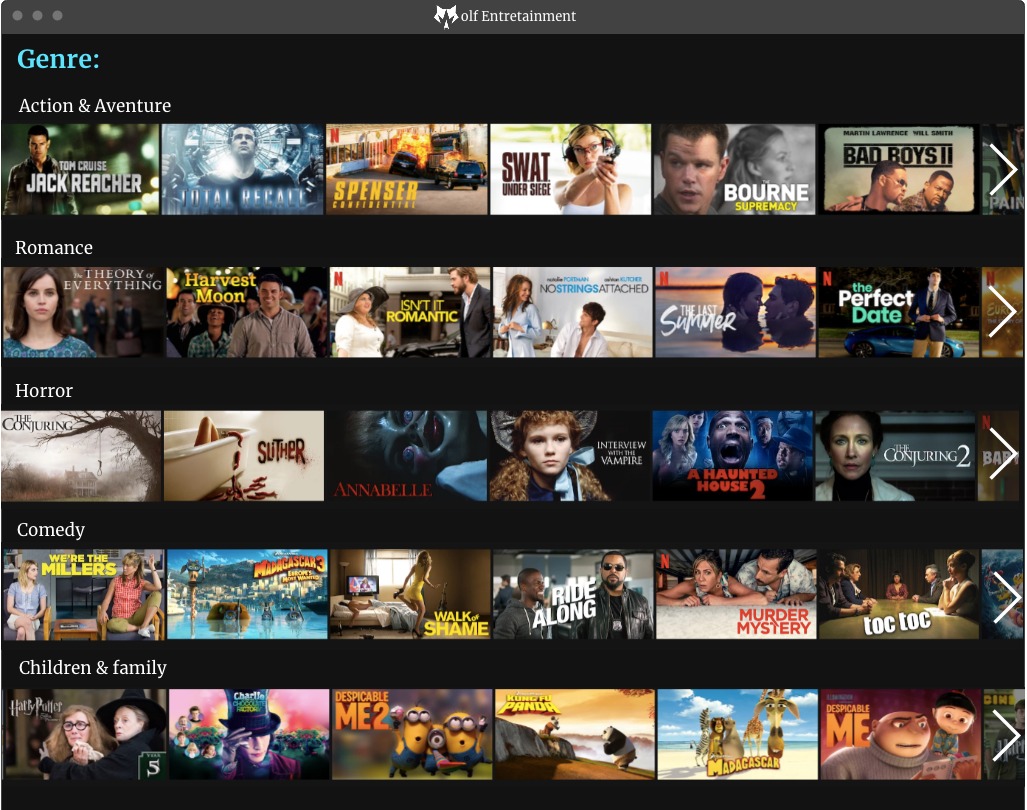 olf Entretainment
Genre:
Action & Aventure
TOM CRUISE
JACK REACHER
TOTAL RECALL
N
SPENSER
CONFIDENTIAL
SWAT
UNDER SIEGE
THE
BOURNE
SUPREMACY
MARTIN LAWRENCE WILL SMITH
BAD BOYS II
PAIN
Romance
THE THEORY OF
EVERYTHING
Harvest
Moon
N
ISN'T IT
ROMANTIC
natalie PORTMAN ashton KUTCHER
NO STRINGS ATTACHED
N
THE LAST
Summer
N
the
Perfect
Date
N
Horror
THE
CONJURING
SLITHER
ANNABELLE
INTERVIEW
WITH THE
VAMPIRE
A HAUNTED
HOUSE 2
THE
CONJURING 2
N
BAB
Comedy
WE'RE THE
MILLERS
MADAGASCAR 3
EUROPE'S MOST WANTED
WALK of
SHAME
RIDE
ALONG
N
MURDER
MYSTERY
toc toc
Children & family
Harry Potter
YEAR
5
Charlie
CHOCOLATE
FACTORY
DESPICABLE
ME 2
KUNG FU
PANDA
MADAGASCAR
DESPICABLE
ME
DINE